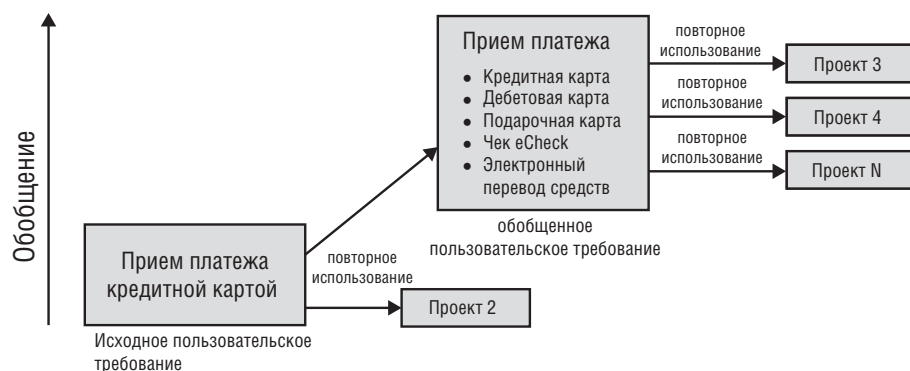 Обобщение
Прием платежа
● Кредитная карта
● Дебетовая карта
● Подарочная карта
● Чек eCheck
● Электронный
перевод средств
повторное
использование
Проект 3
повторное
использование
Проект 4
повторное
использование
Проект N
обобщенное
пользовательское требование
Прием платежа
кредитной картой
повторное
использование
Проект 2
Исходное пользовательское
требование